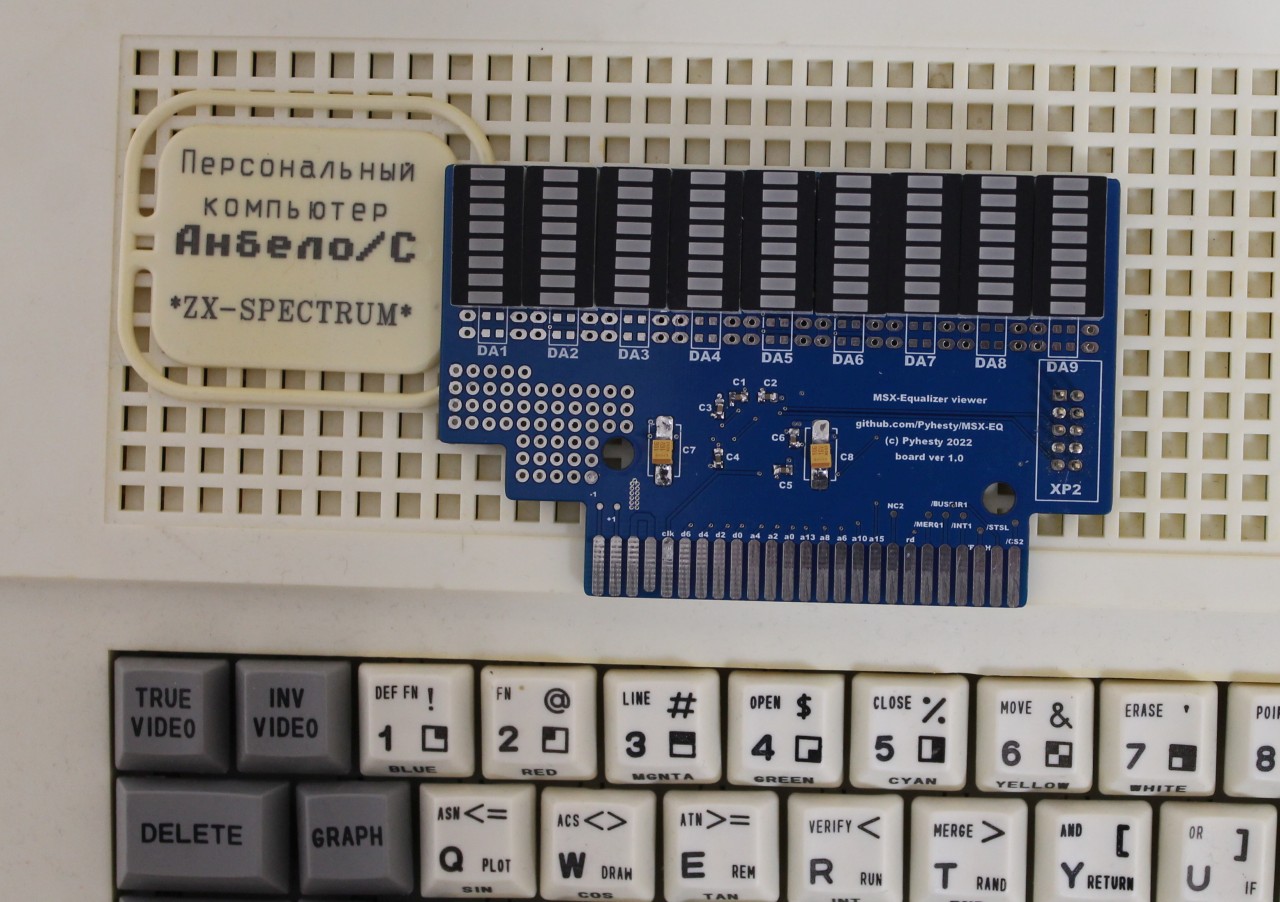 Персональный
компьютер
Анбело/С
*ZX-SPECTRUM*
DA1 DA2 DA3 DA4 DA5 DA6 DA7 DA8 DA9
C1 C2
C3
MSX-Equalizer viewer
github.com/Pyhesty/MSX-EQ
(c) Pyhesty 2022
board ver 1.0
C7
C4
C6
C8
C5
XP2
-1
+1
NC2
/MERQ1 /INT1 /STSL
clk d6 d4 d2 d0 a4 a2 a0 a13 a8 a6 a10 a15 rd /CS2
TRUE VIDEO
INV VIDEO
DEF FN !
1
BLUE
FN @
2
RED
LINE #
3
MGNTA
OPEN $
4
GREEN
CLOSE %
5
CYAN
MOVE &
6
YELLOW
ERASE '
7
WHITE
8
DELETE
GRAPH
ASN <=
Q PLOT
SIN
ACS <>
W DRAW
COS
ATN >=
E REM
TAN
VERIFY <
R RUN
INT
MERGE >
T RAND
AND [
Y RETURN
OR ]
U IF